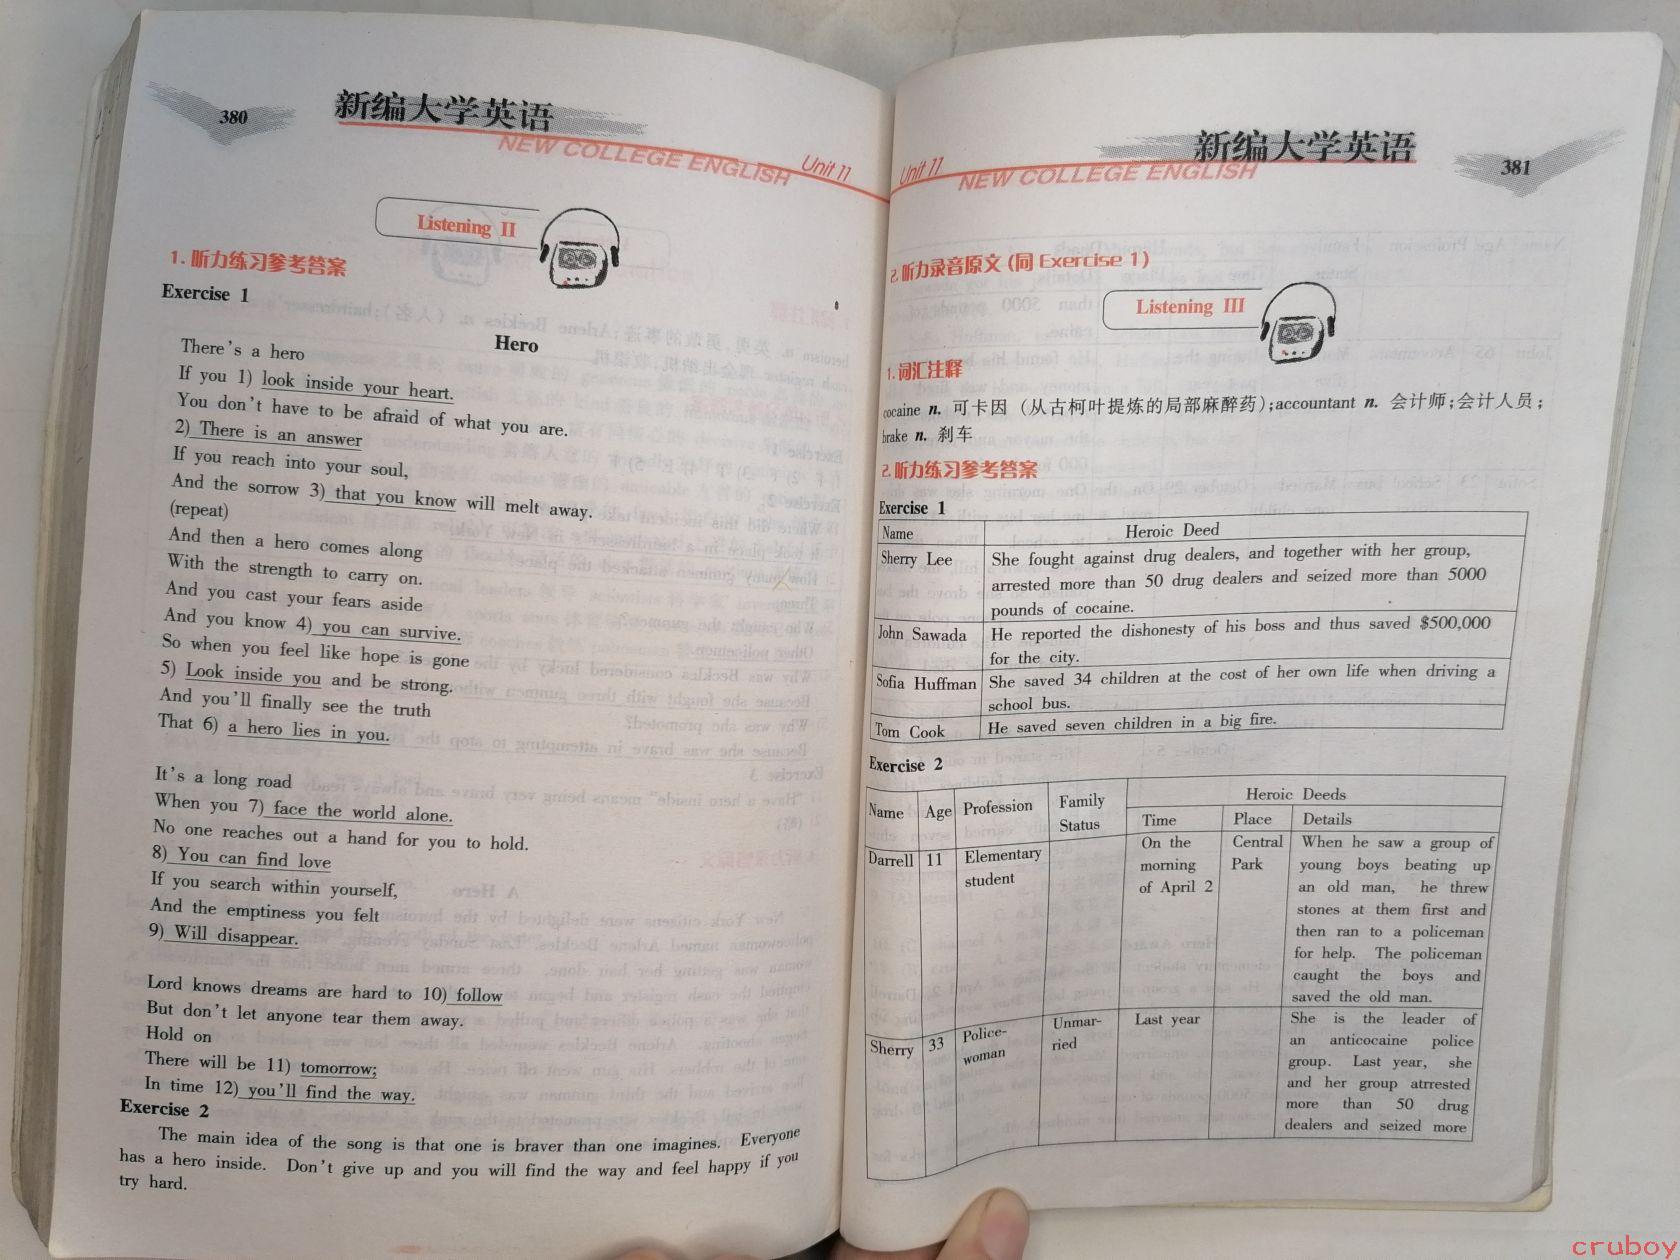 380
新编大学英语
NEW COLLEGE ENGLISH
Unit 11
Listening II
1. 听力练习参考答案
Exercise 1
Hero
There's a hero
If you 1) look inside your heart.
You don't have to be afraid of what you are.
2) There is an answer
If you reach into your soul,
And the sorrow 3) that you know will melt away.
(repeat)
And then a hero comes along
With the strength to carry on.
And you cast your fears aside
And you know 4) you can survive.
So when you feel like hope is gone
5) Look inside you and be strong.
And you'll finally see the truth
That 6) a hero lies in you.
It's a long road
When you 7) face the world alone.
No one reaches out a hand for you to hold.
8) You can find love
If you search within yourself,
And the emptiness you felt
9) Will disappear.
Lord knows dreams are hard to 10) follow
But don't let anyone tear them away.
Hold on
There will be 11) tomorrow;
In time 12) you'll find the way.
Exercise 2
The main idea of the song is that one is braver than one imagines. Everyone
has a hero inside. Don't give up and you will find the way and feel happy if you
try hard.
Unit 11
新编大学英语
NEW COLLEGE ENGLISH
381
2. 听力录音原文 (同 Exercise 1)
Listening III
1. 词汇注释
cocaine n. 可卡因 (从古柯叶提炼的局部麻醉药); accountant n. 会计师;会计人员;
brake n. 刹车
2. 听力练习参考答案
Exercise 1
Name Heroic Deed
Sherry Lee She fought against drug dealers, and together with her group,
arrested more than 50 drug dealers and seized more than 5000
pounds of cocaine.
John Sawada He reported the dishonesty of his boss and thus saved $500,000
for the city.
Sofia Huffman She saved 34 children at the cost of her own life when driving a
school bus.
Tom Cook He saved seven children in a big fire.
Exercise 2
Name Age Profession Family
Status
Heroic Deeds
Time Place Details
Darrell 11 Elementary
student
On the
morning
of April 2
Central
Park
When he saw a group of
young boys beating up
an old man, he threw
stones at them first and
then ran to a policeman
for help. The policeman
caught the boys and
saved the old man.
Sherry 33 Police-
woman
Unmar-
ried
Last year
She is the leader of
an anticocaine police
group. Last year, she
and her group atrrested
more than 50 drug
dealers and seized more
cruboy